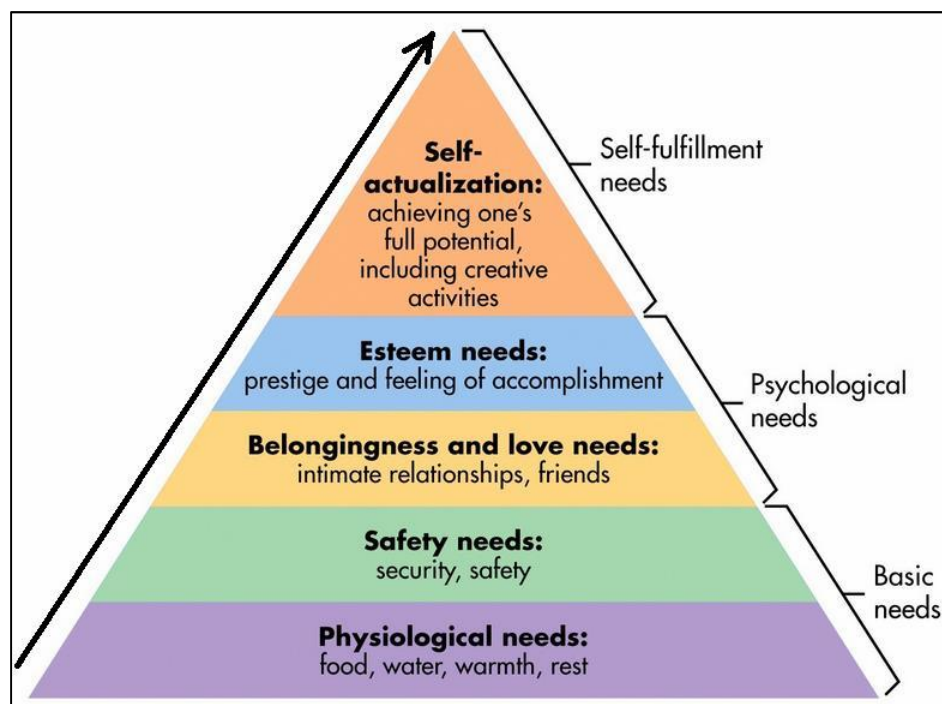 Self-
actualization:
achieving one's
full potential,
including creative
activities
Self-fulfillment
needs
Esteem needs:
prestige and feeling of accomplishment
Psychological
needs
Belongingness and love needs:
intimate relationships, friends
Safety needs:
security, safety
Basic
needs
Physiological needs:
food, water, warmth, rest